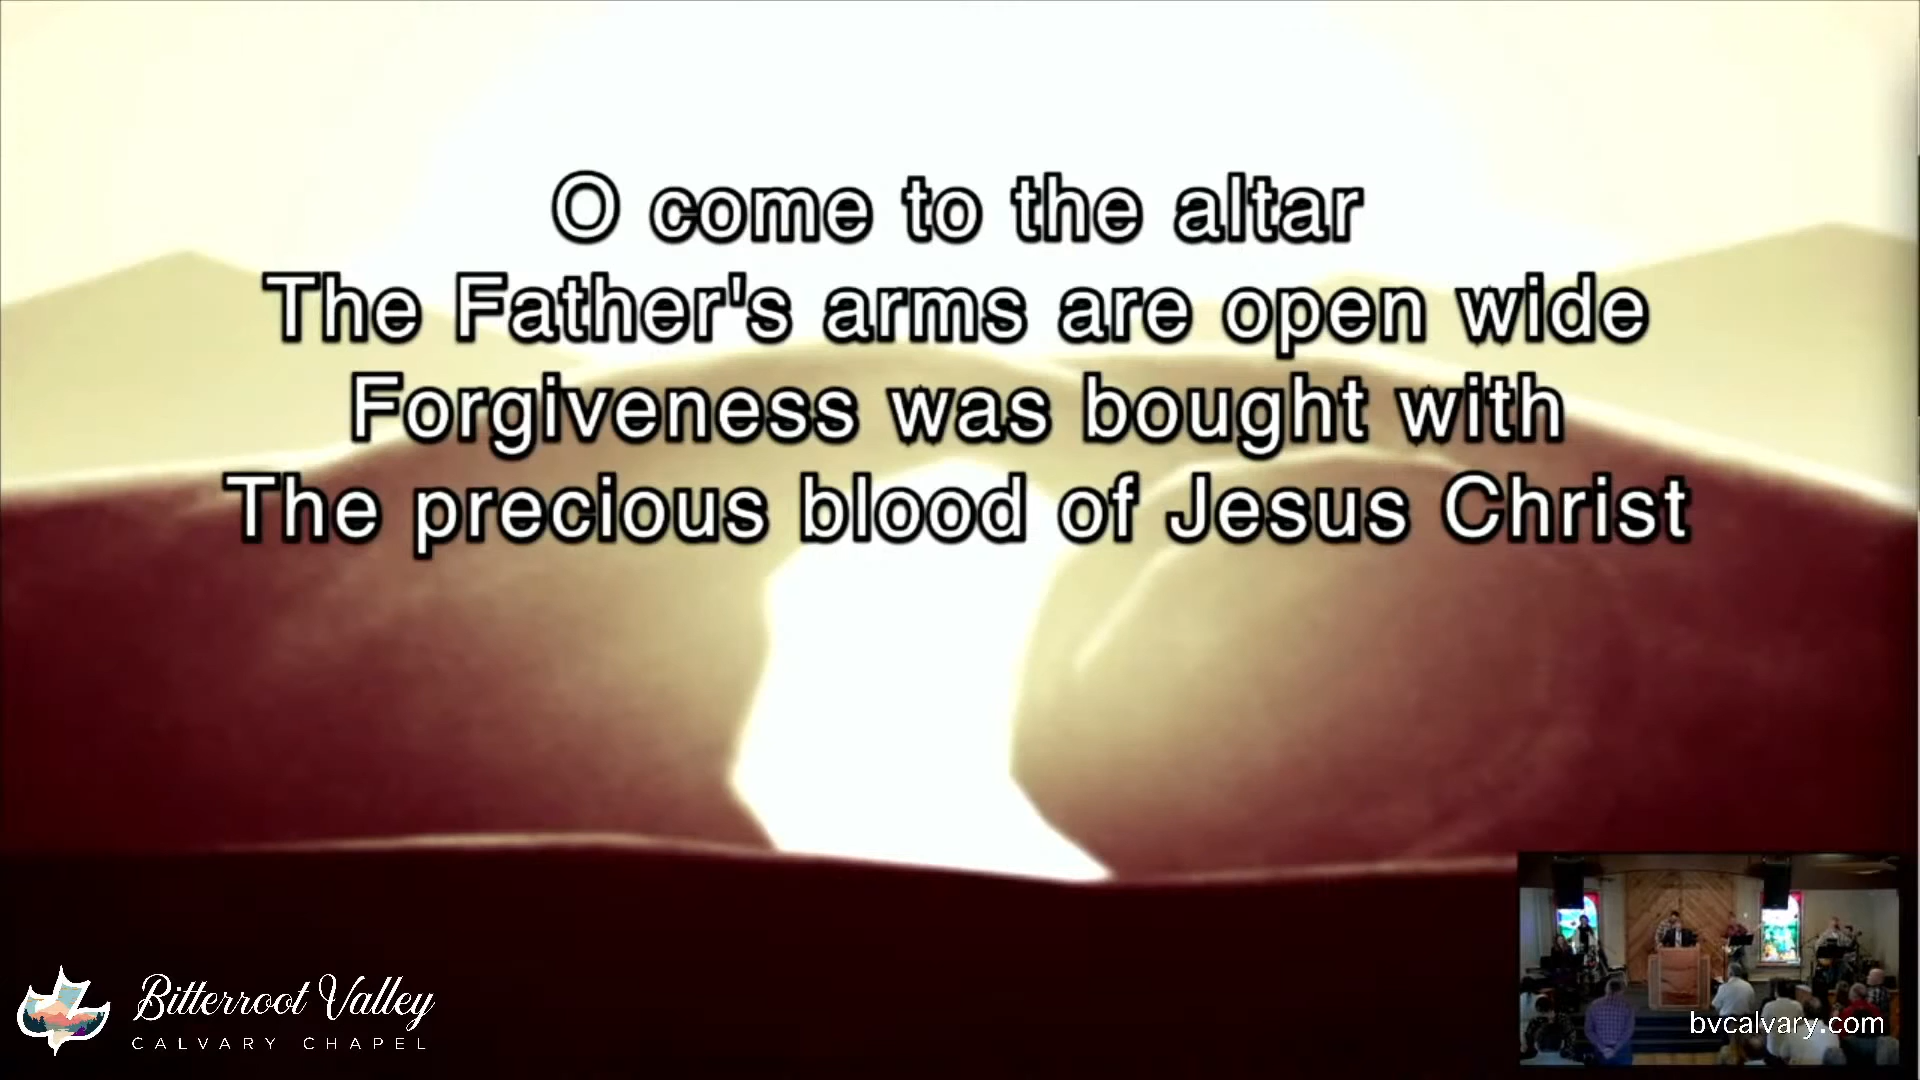 O come to the altar
The Father's arms are open wide
Forgiveness was bought with
The precious blood of Jesus Christ
Bitterroot Valley
CALVARY CHAPEL
bvcalvary.com